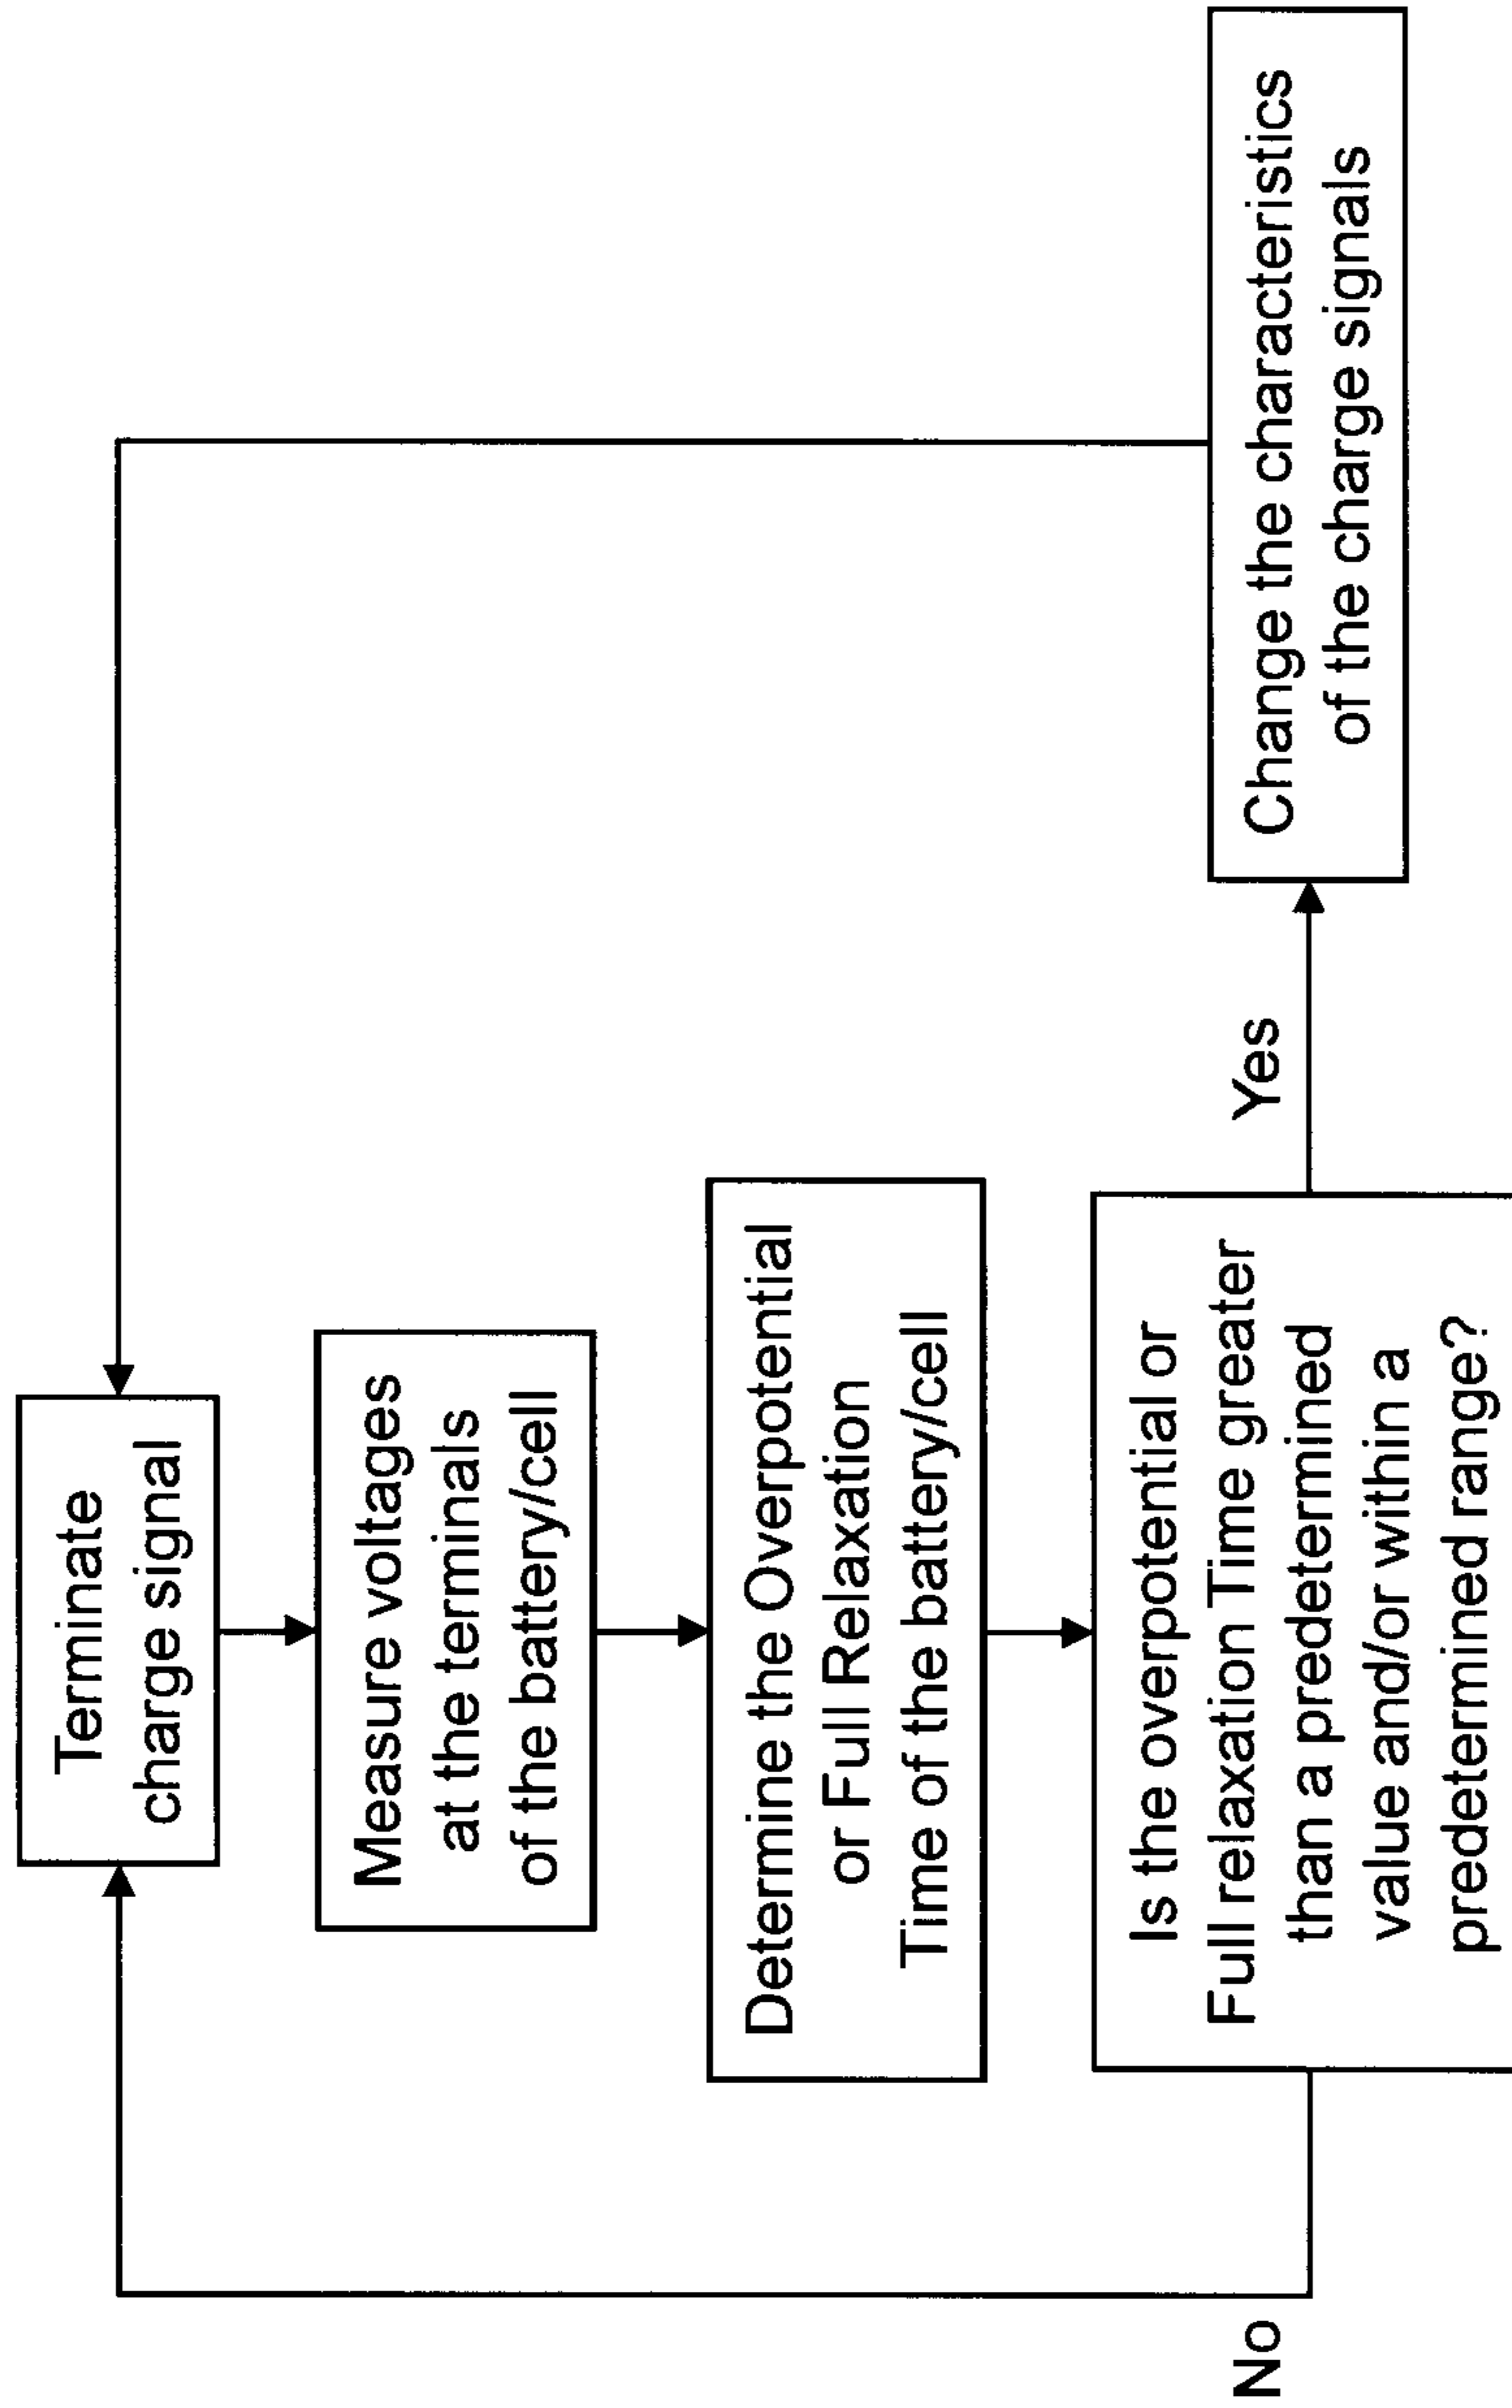 Terminate
charge signal
Measure voltages
at the terminals
of the battery/cell
Determine the Overpotential
or Full Relaxation
Time of the battery/cell
Is the overpotential or
Full relaxation Time greater
than a predetermined
value and/or within a
predetermined range?
No
Yes
Change the characteristics
of the charge signals